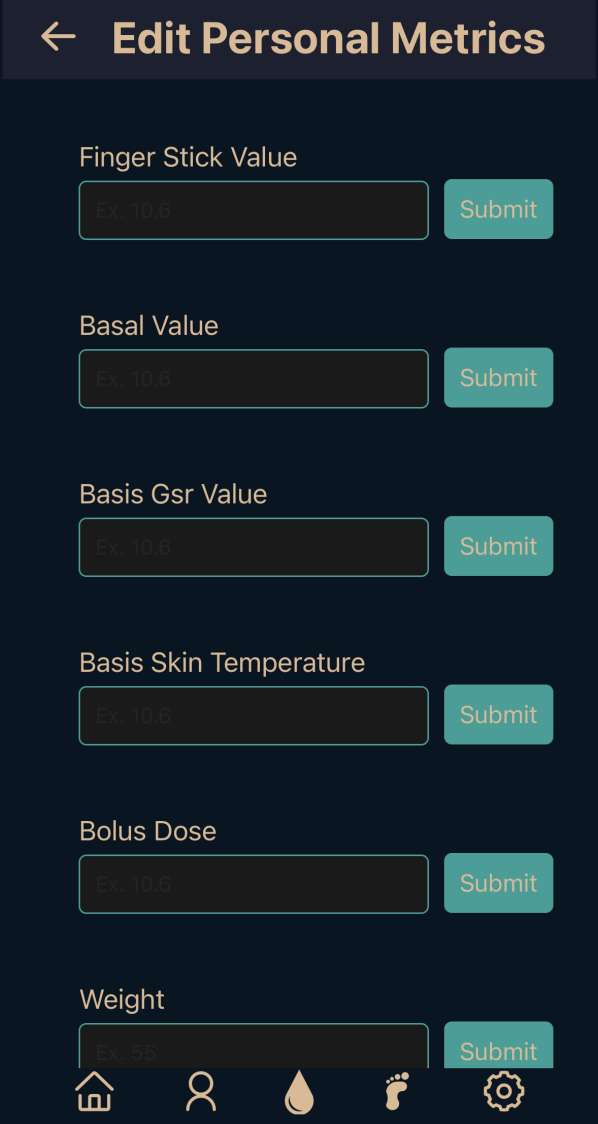 Edit Personal Metrics
Finger Stick Value
Ex. 10.6
Submit
Basal Value
Ex. 10.6
Submit
Basis Gsr Value
Ex. 10.6
Submit
Basis Skin Temperature
Ex. 10.6
Submit
Bolus Dose
Ex. 10.6
Submit
Weight
Ex. 55
Submit